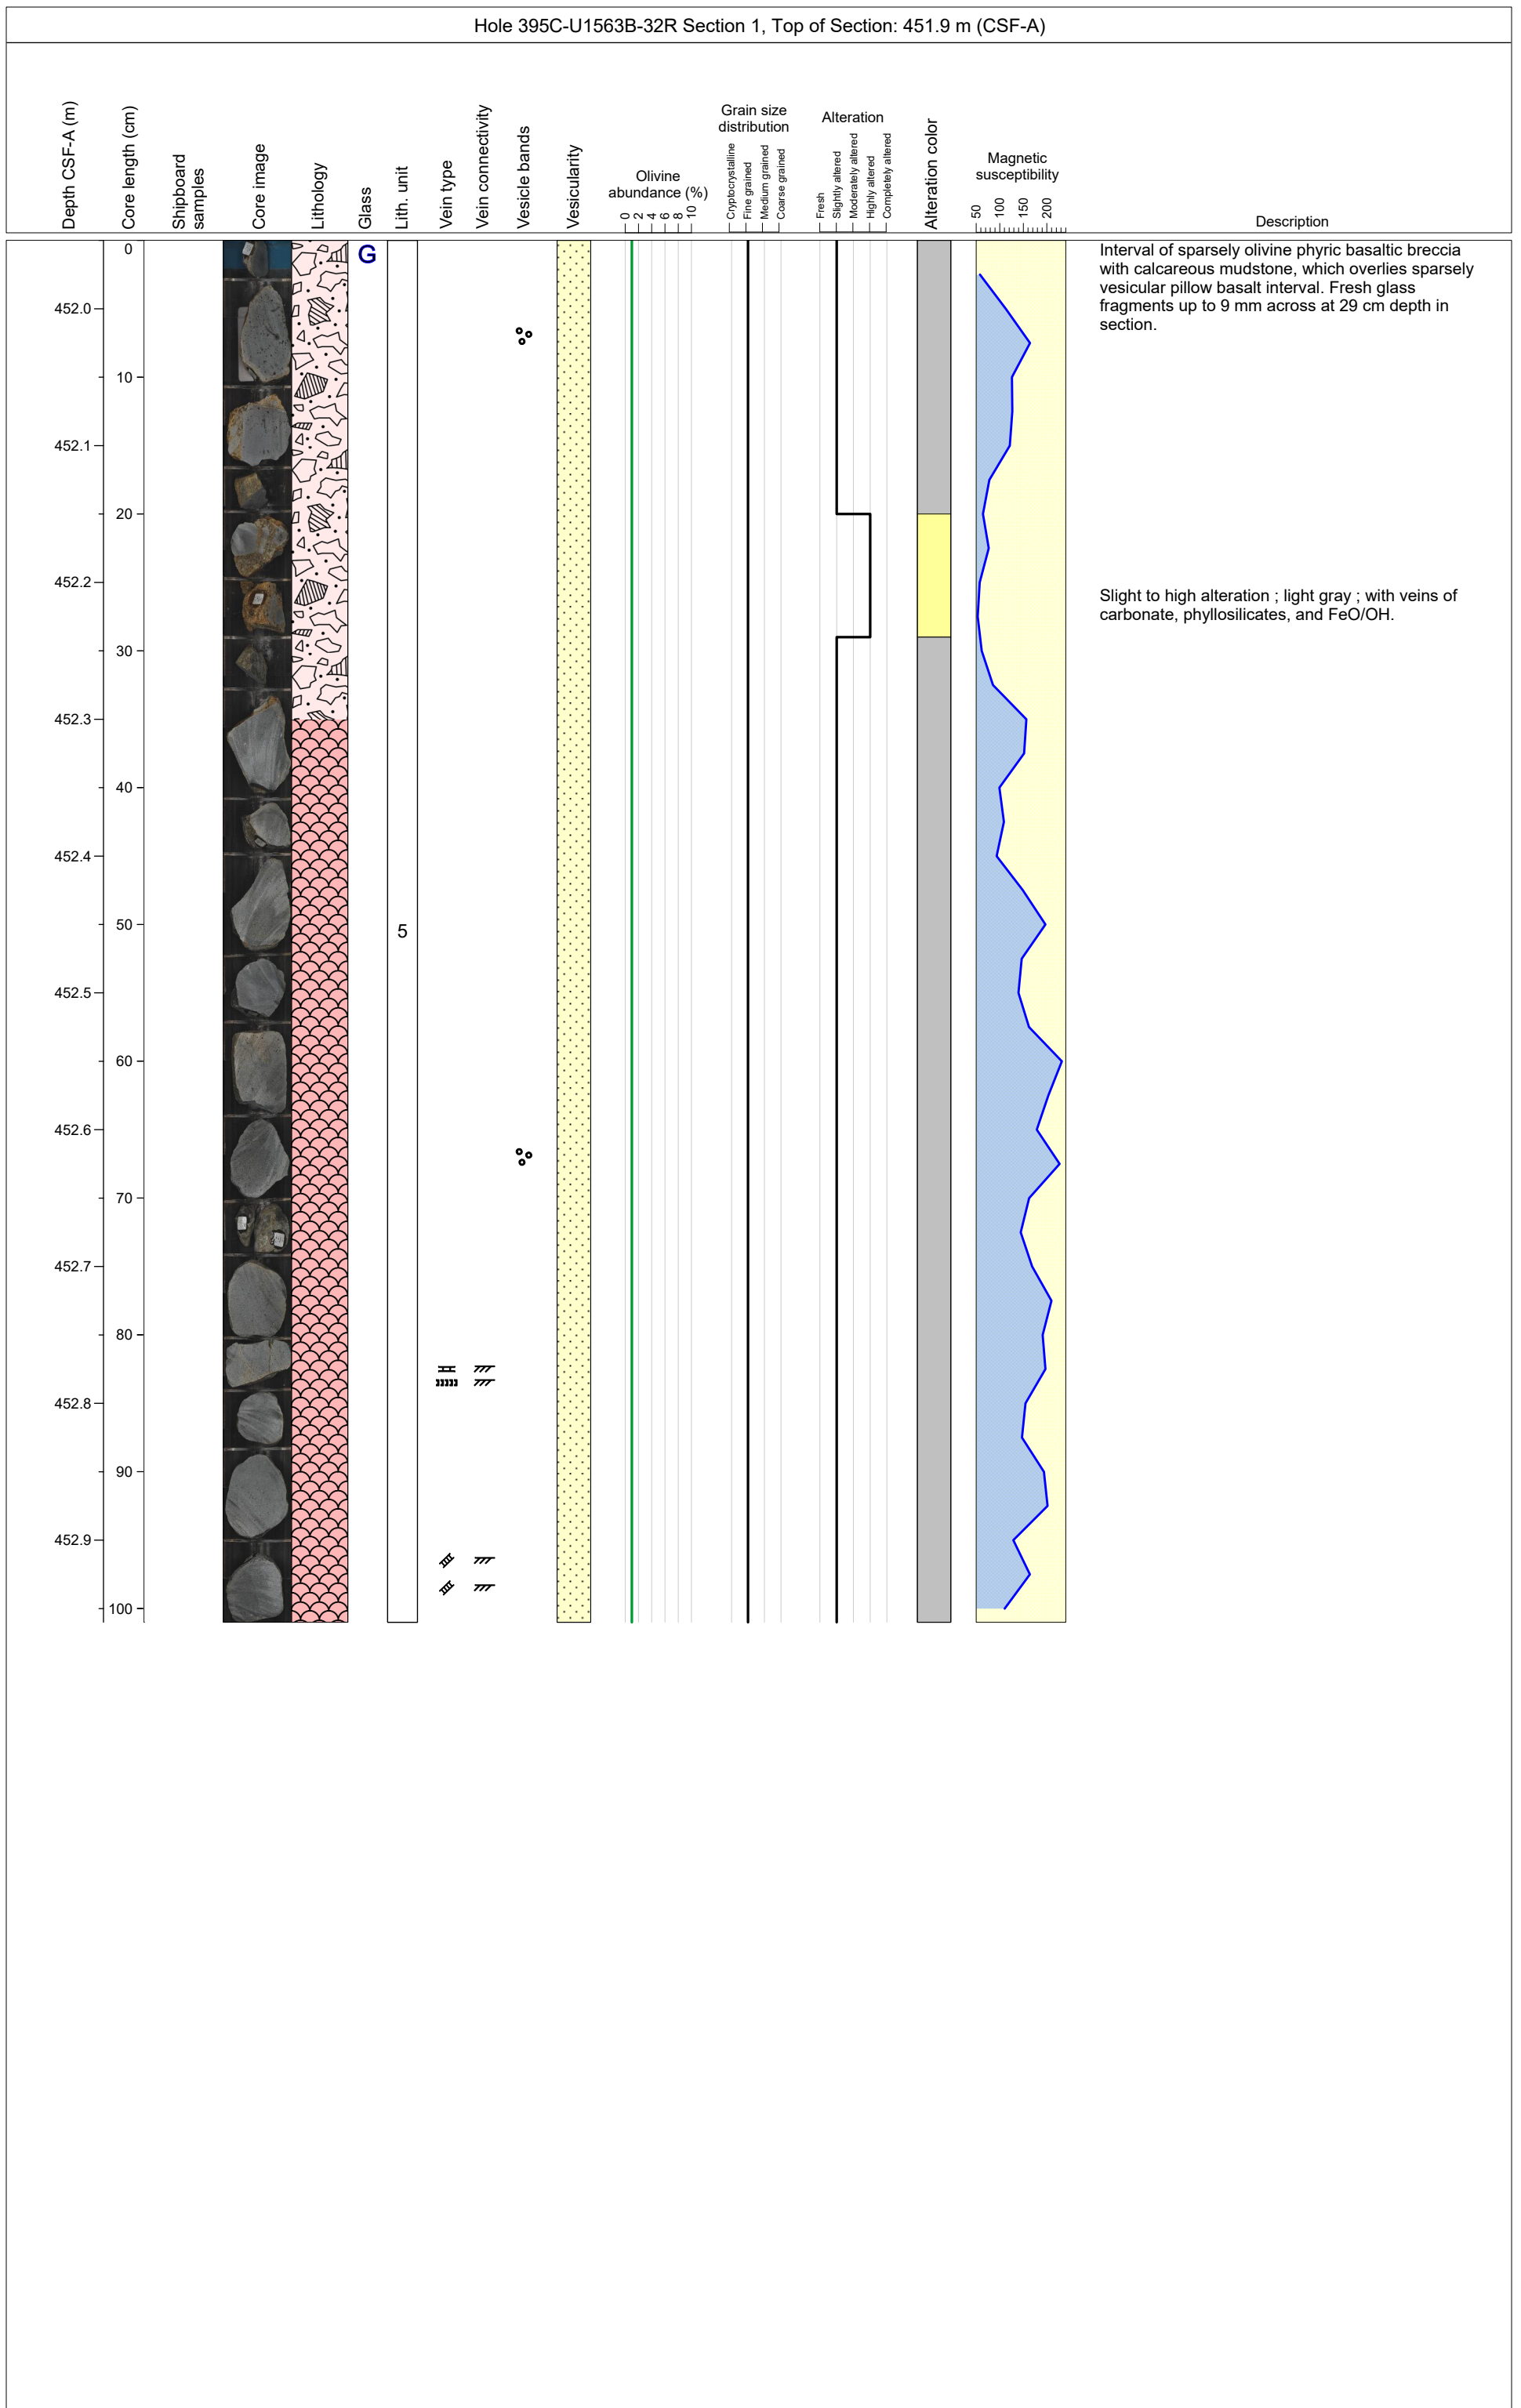 Hole 395C-U1563B-32R Section 1, Top of Section: 451.9 m (CSF-A)
Depth CSF-A (m)
Core length (cm)
Shipboard
samples
Core image
Lithology
Glass
Lith. unit
Vein type
Vein connectivity
Vesicle bands
Vesicularity
Olivine
abundance (%)
0 2 4 6 8 10
Grain size
distribution
Cryptocrystalline
Fine grained
Medium grained
Coarse grained
Alteration
Fresh
Slightly altered
Moderately altered
Highly altered
Completely altered
Alteration color
Magnetic
susceptibility
50 100 150 200
Description
0
G
Interval of sparsely olivine phyric basaltic breccia
with calcareous mudstone, which overlies sparsely
vesicular pillow basalt interval. Fresh glass
fragments up to 9 mm across at 29 cm depth in
section.
452.0
10
452.1
20
452.2
Slight to high alteration ; light gray ; with veins of
carbonate, phyllosilicates, and FeO/OH.
30
452.3
40
452.4
50
5
452.5
60
452.6
70
452.7
80
452.8
90
452.9
100